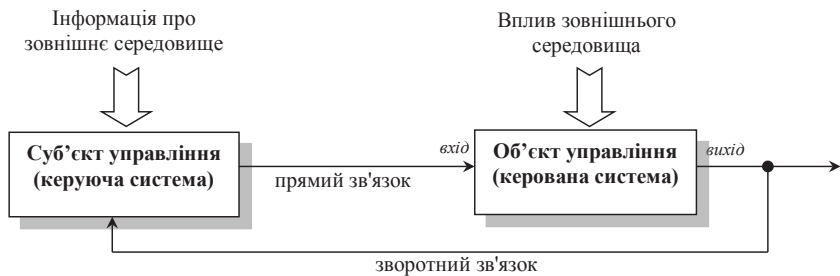 Інформація про
зовнішнє середовище
Вплив зовнішнього
середовища
Суб’єкт управління
(керуюча система)
вхід
прямий зв'язок
Об’єкт управління
(керована система)
вихід
зворотний зв'язок